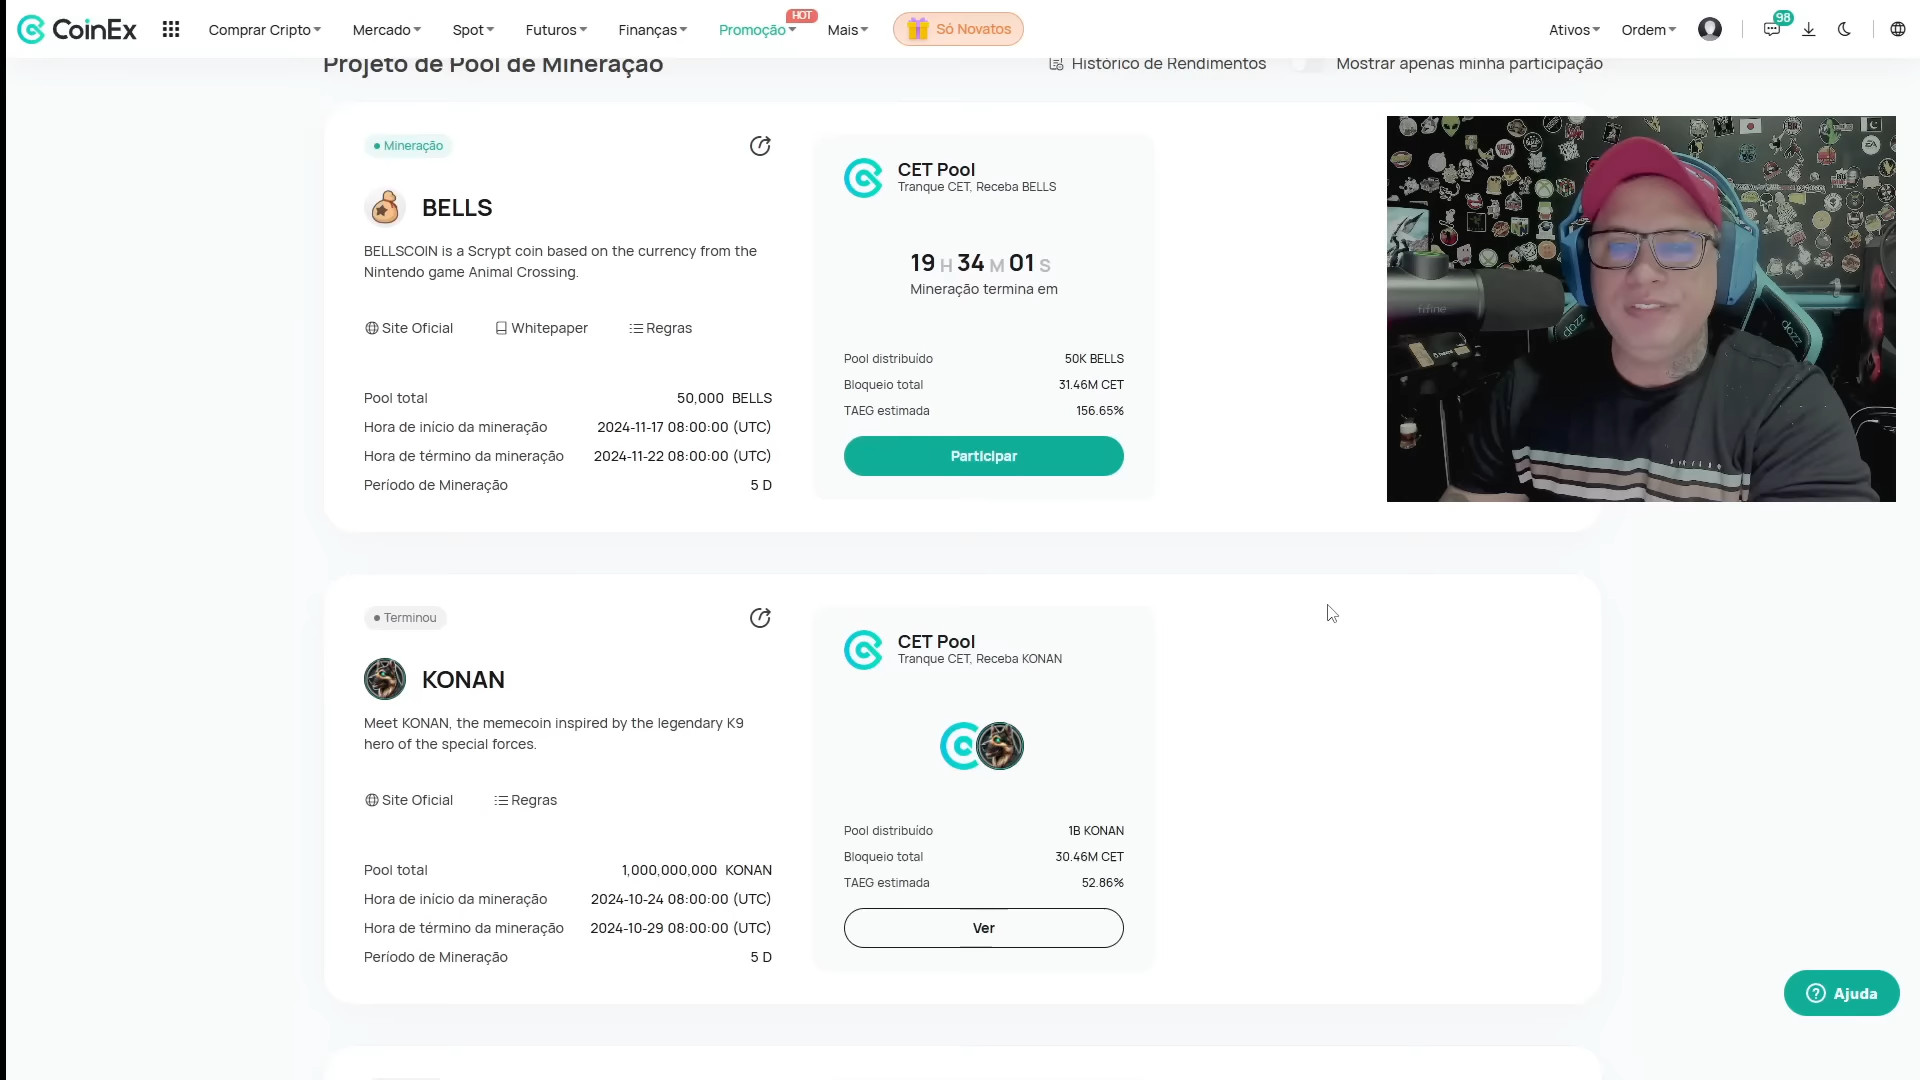 CoinEx
Comprar Cripto
Mercado
Spot
Futuros
Finanças
Promoção
HOT
Mais
Só Novatos
Ativos
Ordem
98
Projeto de Pool de Mineração
Histórico de Rendimentos
Mostrar apenas minha participação
Mineração
BELLS
BELLSCOIN is a Scrypt coin based on the currency from the
Nintendo game Animal Crossing.
Site Oficial
Whitepaper
Regras
Pool total 50,000 BELLS
Hora de início da mineração 2024-11-17 08:00:00 (UTC)
Hora de término da mineração 2024-11-22 08:00:00 (UTC)
Período de Mineração 5 D
CET Pool
Tranque CET, Receba BELLS
19 H 34 M 01 S
Mineração termina em
Pool distribuído 50K BELLS
Bloqueio total 31.46M CET
TAEG estimada 156.65%
Participar
fifine
dazz
dazz
Terminou
KONAN
Meet KONAN, the memecoin inspired by the legendary K9
hero of the special forces.
Site Oficial
Regras
Pool total 1,000,000,000 KONAN
Hora de início da mineração 2024-10-24 08:00:00 (UTC)
Hora de término da mineração 2024-10-29 08:00:00 (UTC)
Período de Mineração 5 D
CET Pool
Tranque CET, Receba KONAN
Pool distribuído 1B KONAN
Bloqueio total 30.46M CET
TAEG estimada 52.86%
Ver
Ajuda